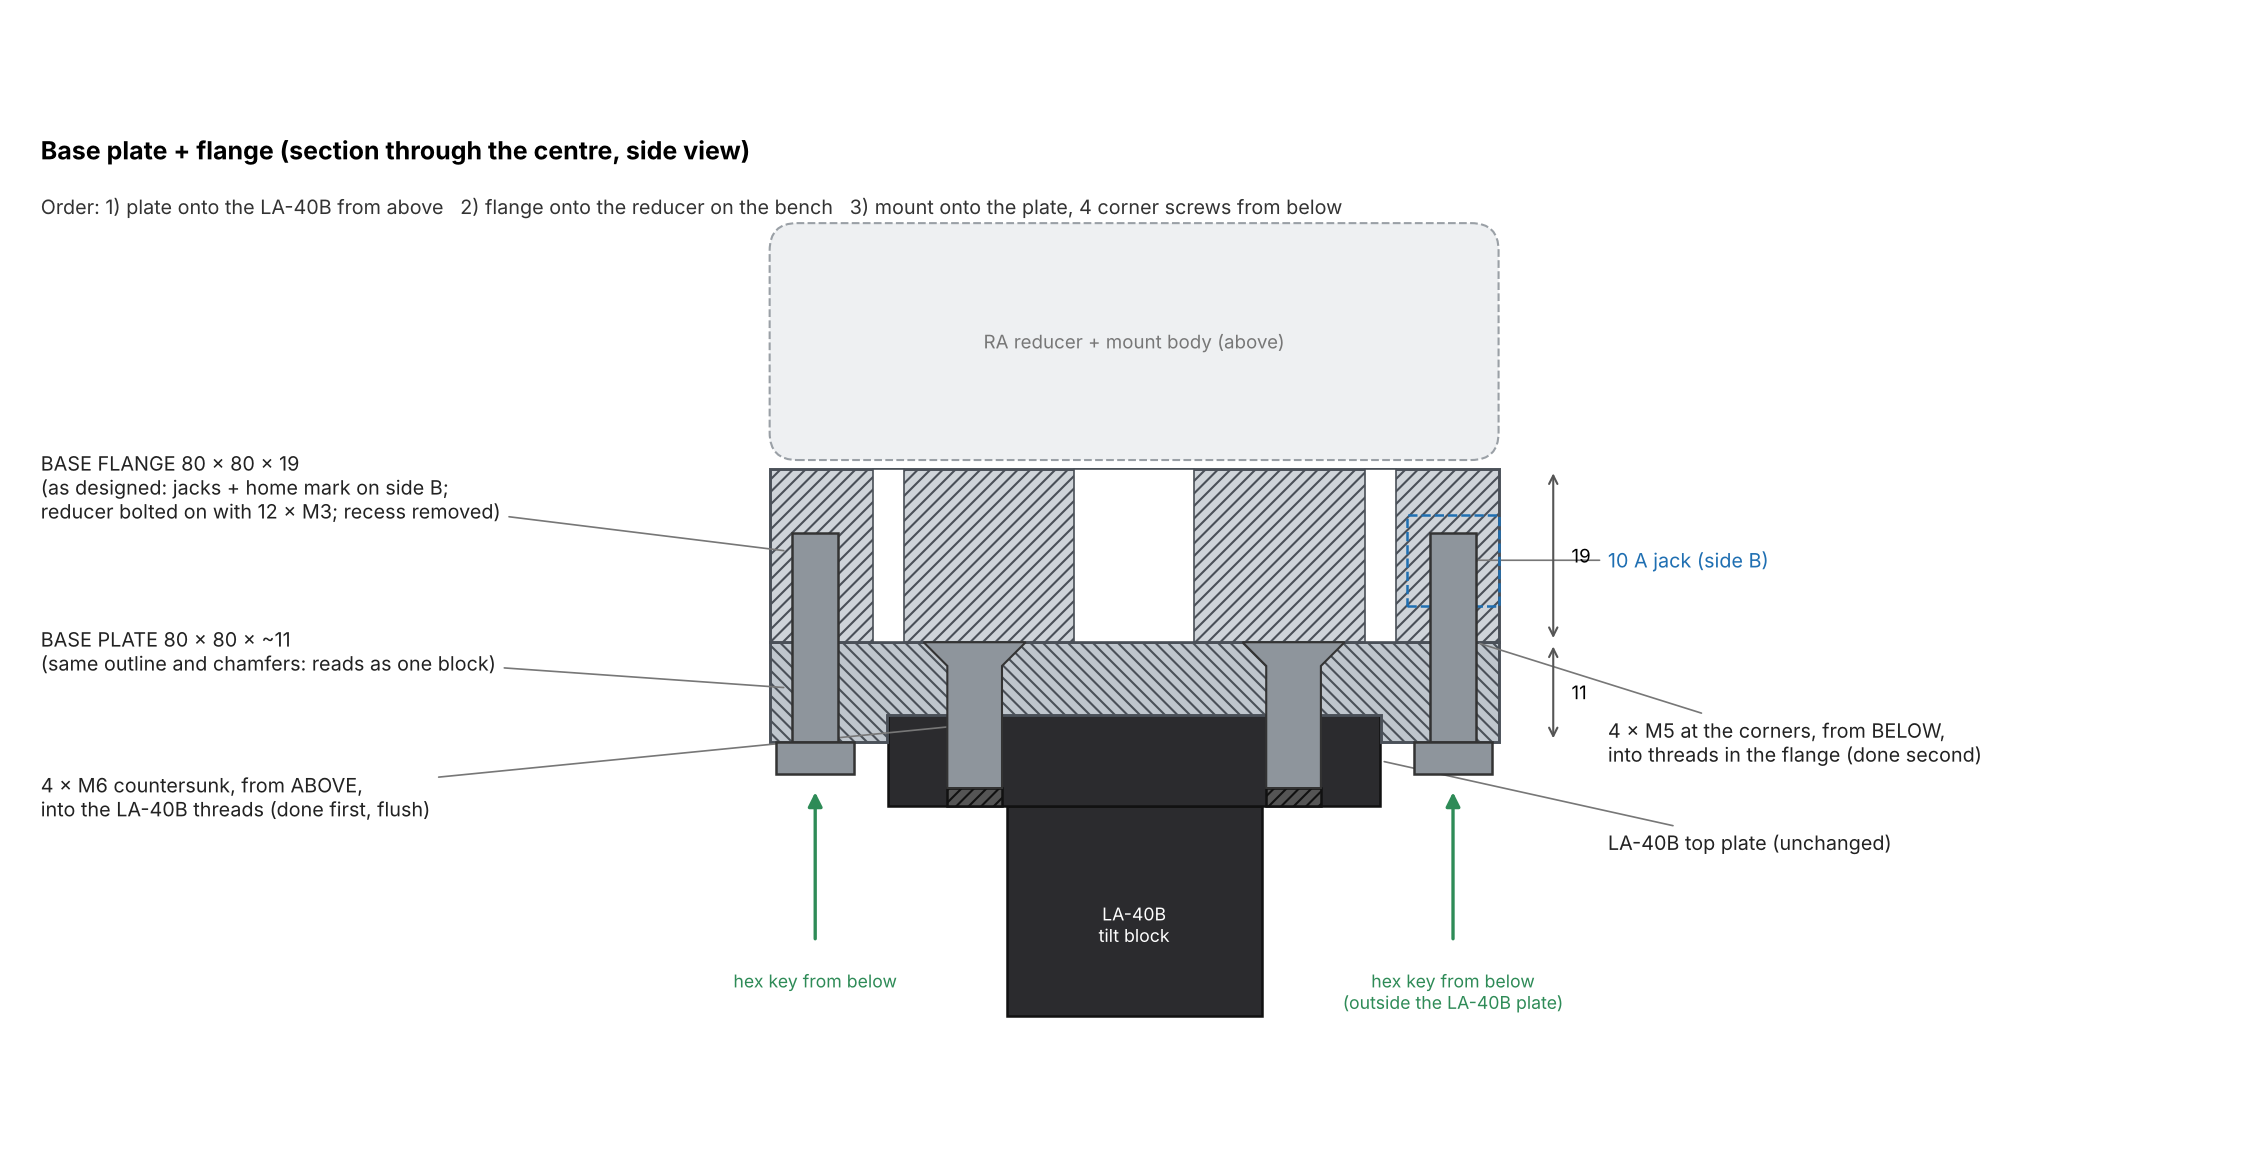 Base plate + flange (section through the centre, side view)
Order: 1) plate onto the LA-40B from above   2) flange onto the reducer on the bench   3) mount onto the plate, 4 corner screws from below
RA reducer + mount body (above)
BASE FLANGE 80 × 80 × 19
(as designed: jacks + home mark on side B;
reducer bolted on with 12 × M3; recess removed)
19
10 A jack (side B)
BASE PLATE 80 × 80 × ~11
(same outline and chamfers: reads as one block)
11
4 × M5 at the corners, from BELOW,
into threads in the flange (done second)
4 × M6 countersunk, from ABOVE,
into the LA-40B threads (done first, flush)
LA-40B top plate (unchanged)
LA-40B
tilt block
hex key from below
hex key from below
(outside the LA-40B plate)